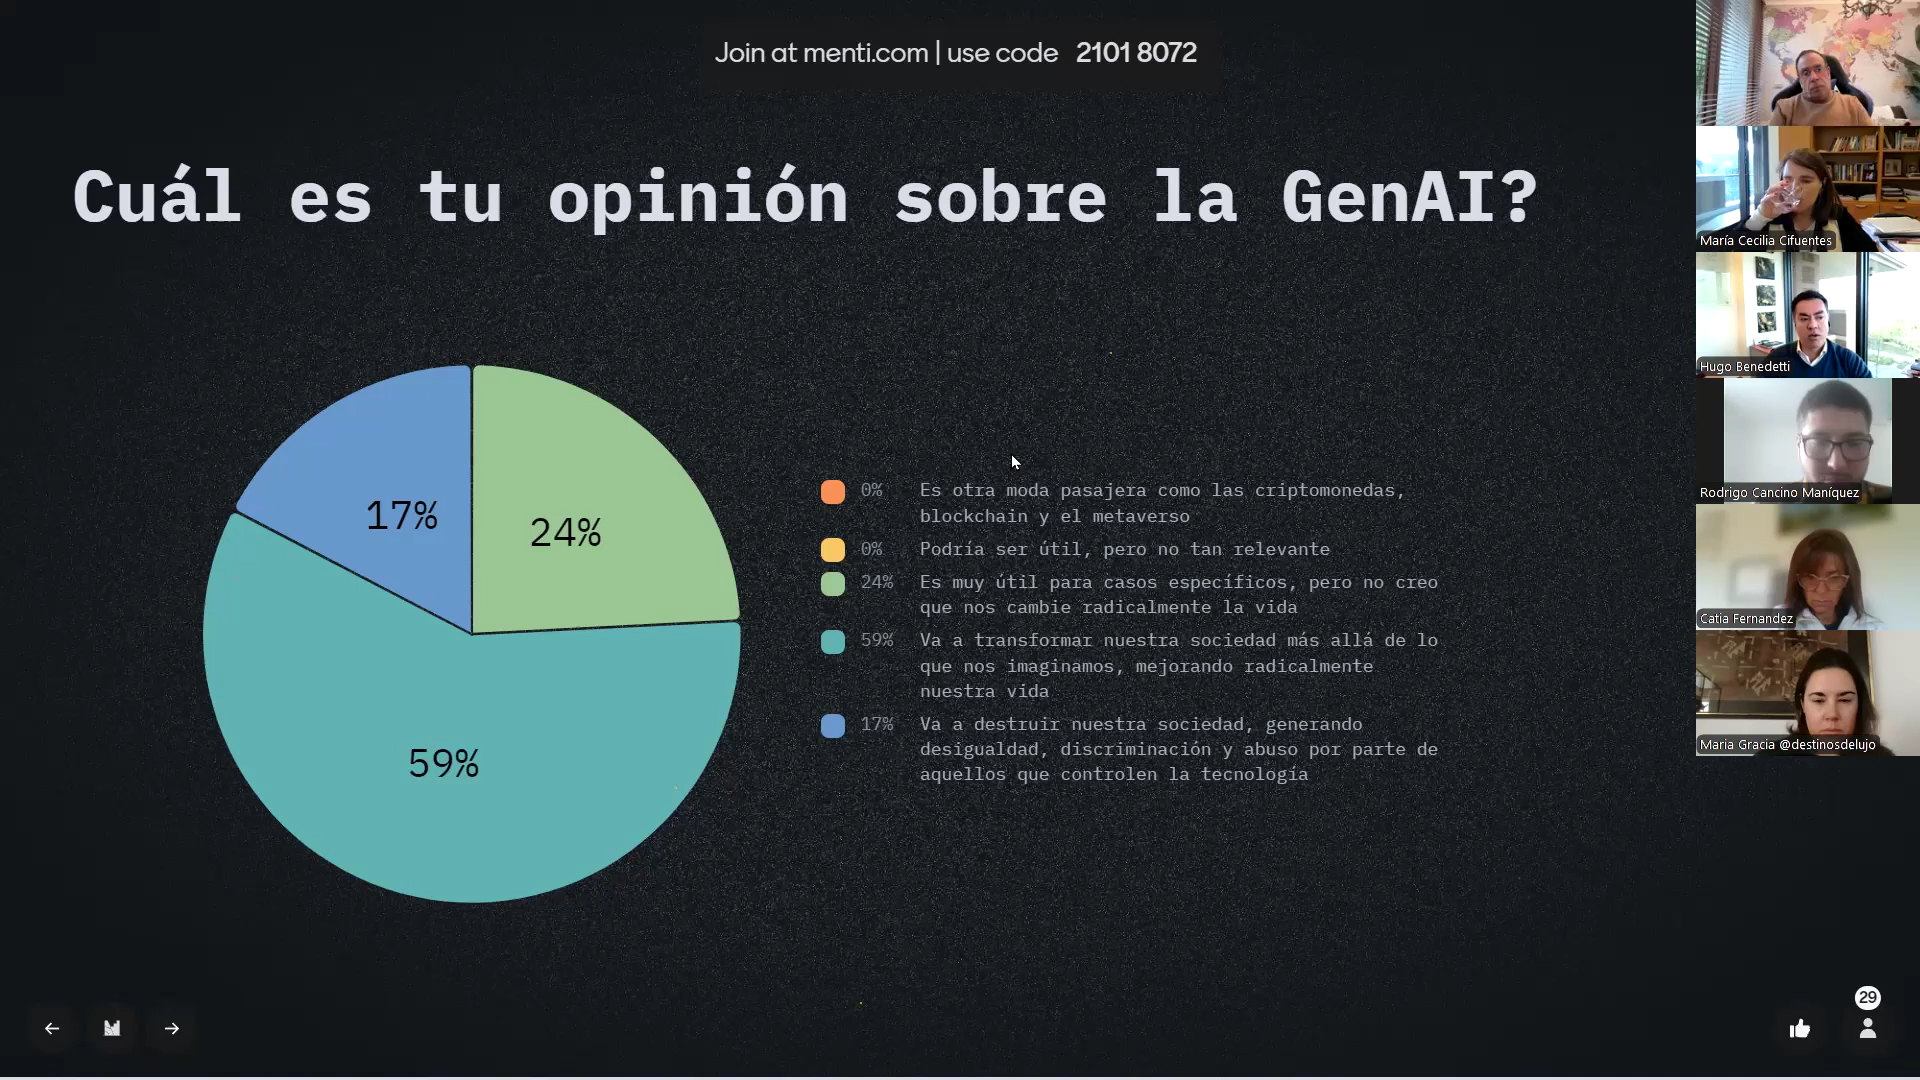 Join at menti.com | use code 2101 8072
Cuál es tu opinión sobre la GenAI?
17%
24%
59%
0% Es otra moda pasajera como las criptomonedas,
blockchain y el metaverso
0% Podría ser útil, pero no tan relevante
24% Es muy útil para casos específicos, pero no creo
que nos cambie radicalmente la vida
59% Va a transformar nuestra sociedad más allá de lo
que nos imaginamos, mejorando radicalmente
nuestra vida
17% Va a destruir nuestra sociedad, generando
desigualdad, discriminación y abuso por parte de
aquellos que controlen la tecnología
María Cecilia Cifuentes
Hugo Benedetti
Rodrigo Cancino Maníquez
Catia Fernandez
Maria Gracia @destinosdelujo
29